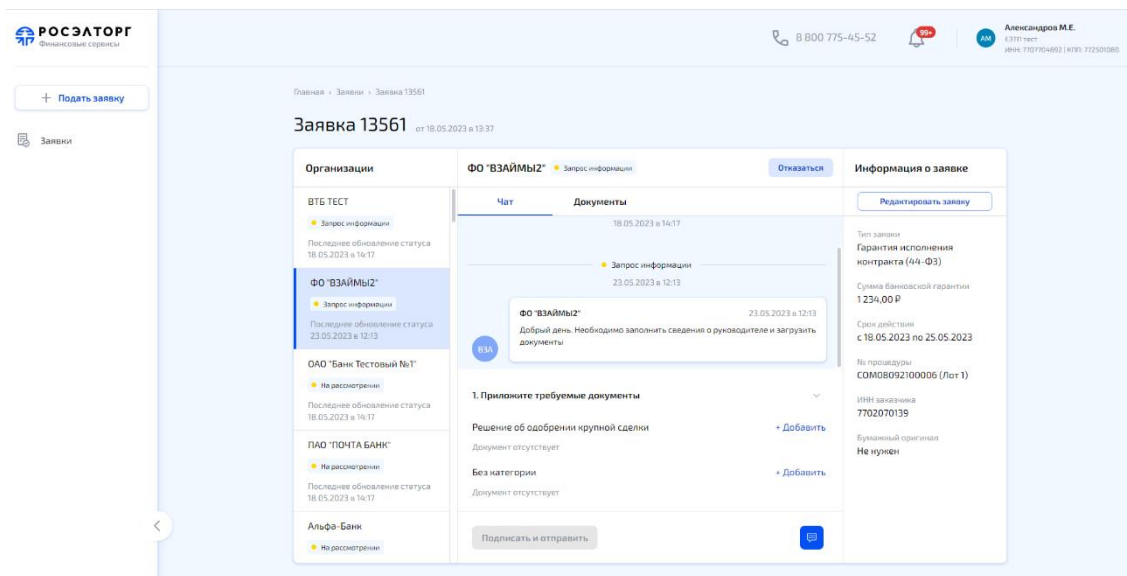 РОСЭЛТОРГ
Финансовые сервисы
8 800 775-45-52
99+
АМ
Александров М.Е.
ЕЭТП тест
ИНН: 7707704692 | КПП: 772501080
+ Подать заявку
Заявки
Главная › Заявки › Заявка 13561
Заявка 13561 от 18.05.2023 в 13:37
Организации
ВТБ ТЕСТ
Запрос информации
Последнее обновление статуса
18.05.2023 в 14:17
ФО "ВЗАЙМЫ2"
Запрос информации
Последнее обновление статуса
23.05.2023 в 12:13
ОАО "Банк Тестовый №1"
На рассмотрении
Последнее обновление статуса
18.05.2023 в 14:17
ПАО "ПОЧТА БАНК"
На рассмотрении
Последнее обновление статуса
18.05.2023 в 14:17
Альфа-Банк
На рассмотрении
ФО "ВЗАЙМЫ2" Запрос информации Отказаться
Чат Документы
18.05.2023 в 14:17
Запрос информации
23.05.2023 в 12:13
ФО "ВЗАЙМЫ2" 23.05.2023 в 12:13
Добрый день. Необходимо заполнить сведения о руководителе и загрузить
документы
ВЗА
1. Приложите требуемые документы
Решение об одобрении крупной сделки + Добавить
Документ отсутствует
Без категории + Добавить
Документ отсутствует
Подписать и отправить
Информация о заявке
Редактировать заявку
Тип заявки
Гарантия исполнения
контракта (44-ФЗ)
Сумма банковской гарантии
1 234,00 ₽
Срок действия
с 18.05.2023 по 25.05.2023
№ процедуры
COM08092100006 (Лот 1)
ИНН заказчика
7702070139
Бумажный оригинал
Не нужен